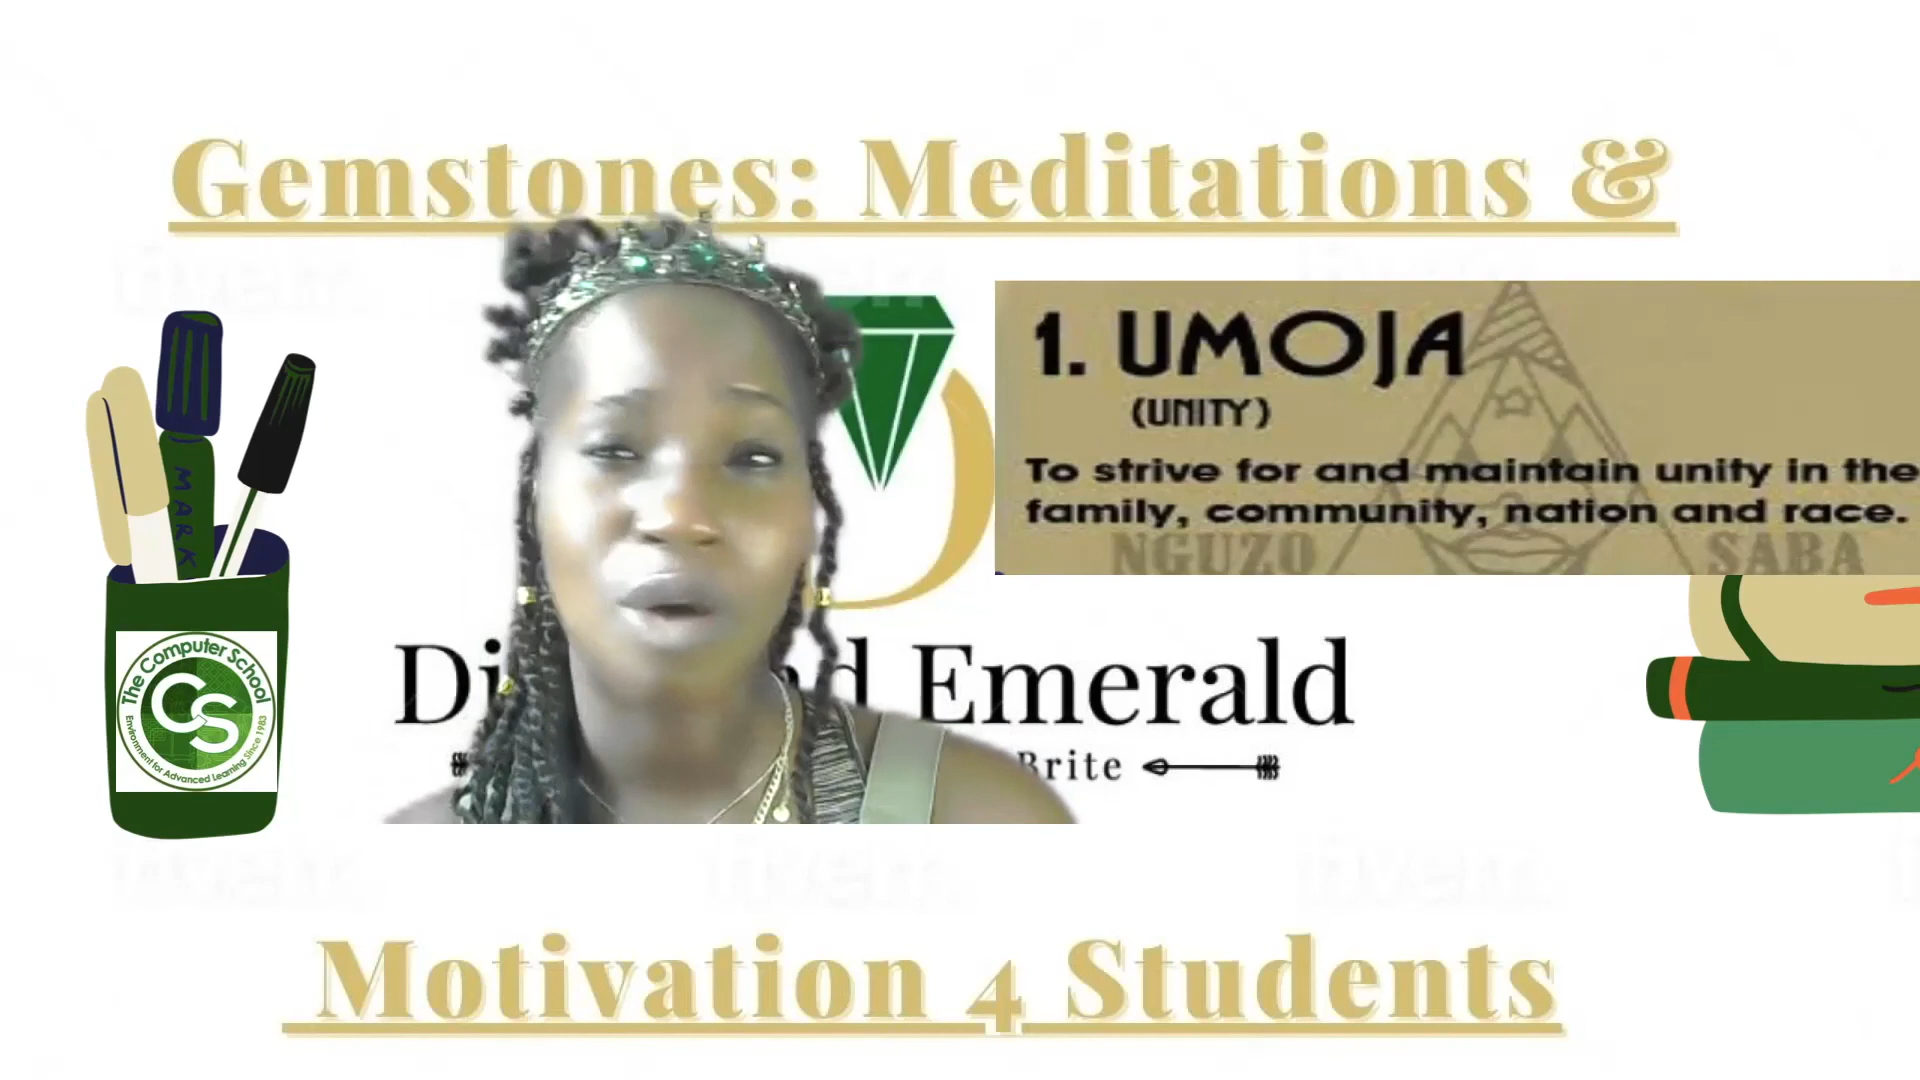 Gemstones: Meditations &
1. UMOJA
(UNITY)
To strive for and maintain unity in the
family, community, nation and race.
NGUZO SABA
MARK
The Computer School
CS
Environment for Advanced Learning Since 1983
Emerald
Brite
Motivation 4 Students